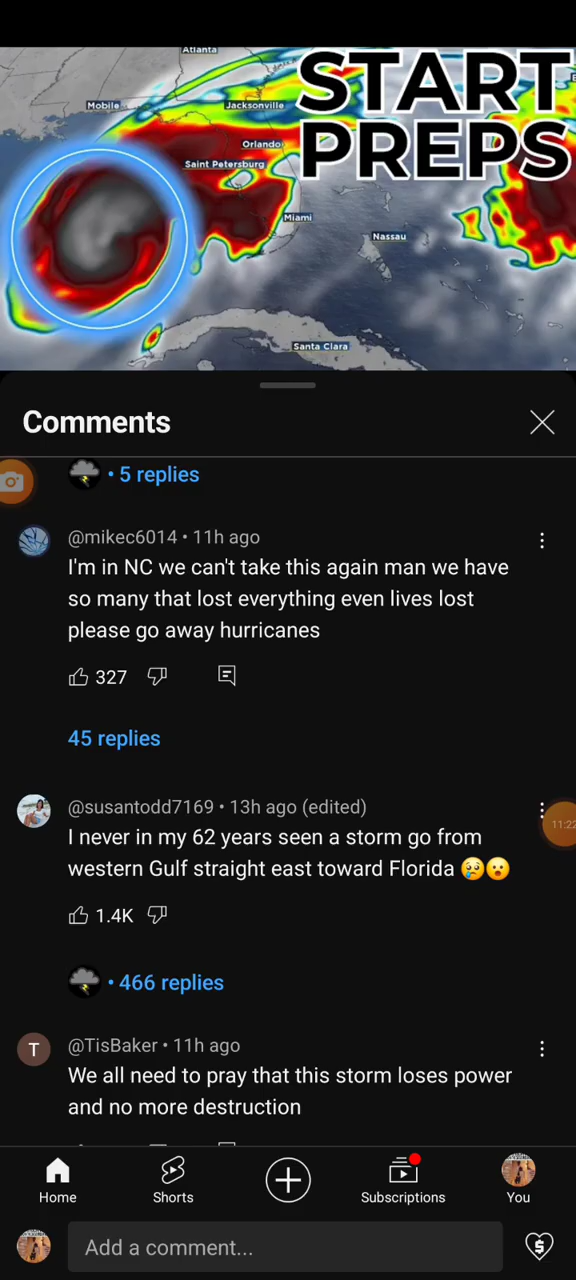 Atlanta
START
Mobile
Jacksonville
PREPS
Orlando
Saint Petersburg
Miami
Nassau
Santa Clara
Comments
• 5 replies
@mikec6014 • 11h ago
I'm in NC we can't take this again man we have
so many that lost everything even lives lost
please go away hurricanes
327
45 replies
@susantodd7169 • 13h ago (edited)
11:22
I never in my 62 years seen a storm go from
western Gulf straight east toward Florida 😢😮
1.4K
• 466 replies
T
@TisBaker • 11h ago
We all need to pray that this storm loses power
and no more destruction
Home
Shorts
Subscriptions
You
Add a comment...